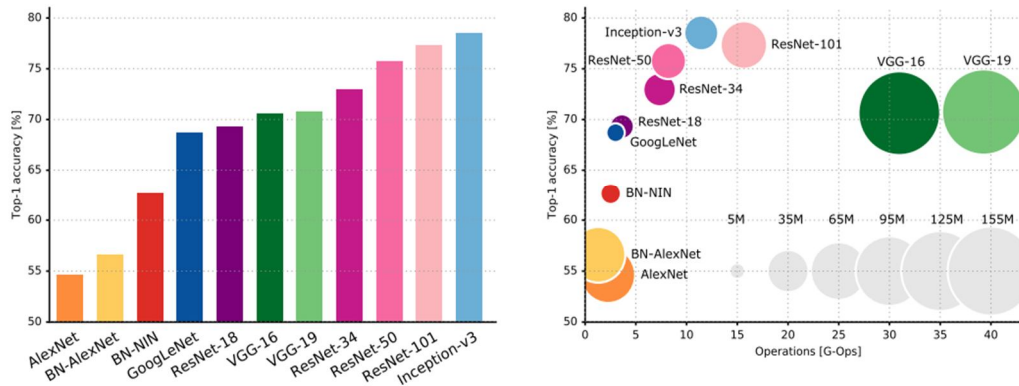 80
75
70
65
60
55
50
Top-1 accuracy [%]
AlexNet
BN-AlexNet
BN-NIN
GoogLeNet
ResNet-18
VGG-16
VGG-19
ResNet-34
ResNet-50
ResNet-101
Inception-v3
80
75
70
65
60
55
50
Top-1 accuracy [%]
Inception-v3
ResNet-101
ResNet-50
VGG-16
VGG-19
ResNet-34
ResNet-18
GoogLeNet
BN-NIN
5M 35M 65M 95M 125M 155M
BN-AlexNet
AlexNet
0 5 10 15 20 25 30 35 40
Operations [G-Ops]